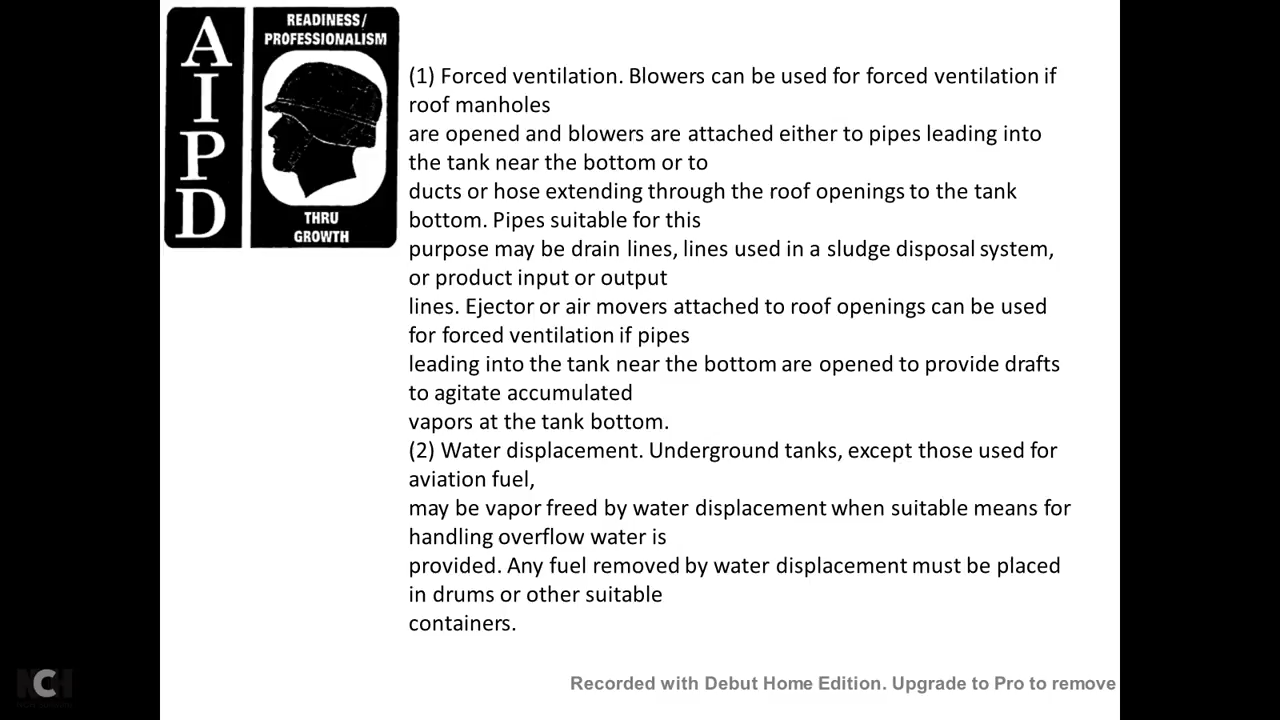 AIPD
READINESS/
PROFESSIONALISM
THRU
GROWTH
(1) Forced ventilation. Blowers can be used for forced ventilation if
roof manholes
are opened and blowers are attached either to pipes leading into
the tank near the bottom or to
ducts or hose extending through the roof openings to the tank
bottom. Pipes suitable for this
purpose may be drain lines, lines used in a sludge disposal system,
or product input or output
lines. Ejector or air movers attached to roof openings can be used
for forced ventilation if pipes
leading into the tank near the bottom are opened to provide drafts
to agitate accumulated
vapors at the tank bottom.
(2) Water displacement. Underground tanks, except those used for
aviation fuel,
may be vapor freed by water displacement when suitable means for
handling overflow water is
provided. Any fuel removed by water displacement must be placed
in drums or other suitable
containers.
NCH
Recorded with Debut Home Edition. Upgrade to Pro to remove